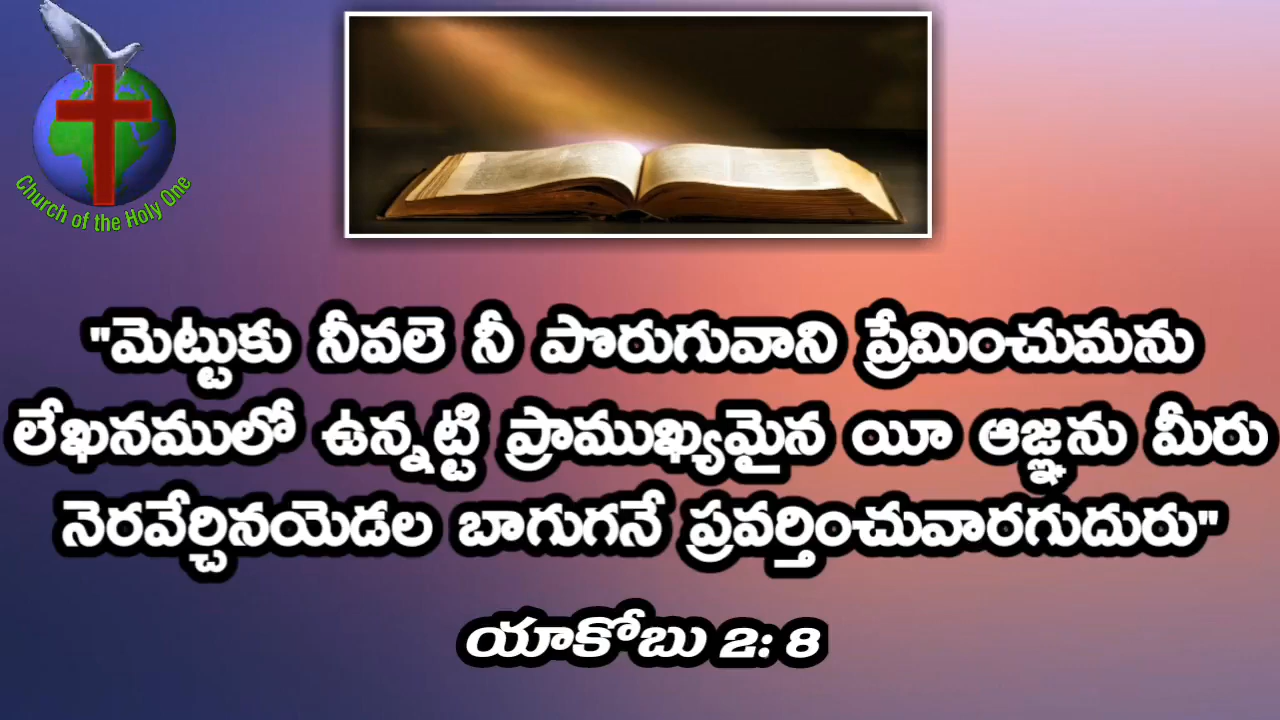 Church of the Holy One
"మెట్టుకు నీవలె నీ పొరుగువాని ప్రేమించుమను
లేఖనములో ఉన్నట్టి ప్రాముఖ్యమైన యీ ఆజ్ఞను మీరు
నెరవేర్చినయెడల బాగుగనే ప్రవర్తించువారగుదురు"
యాకోబు 2: 8